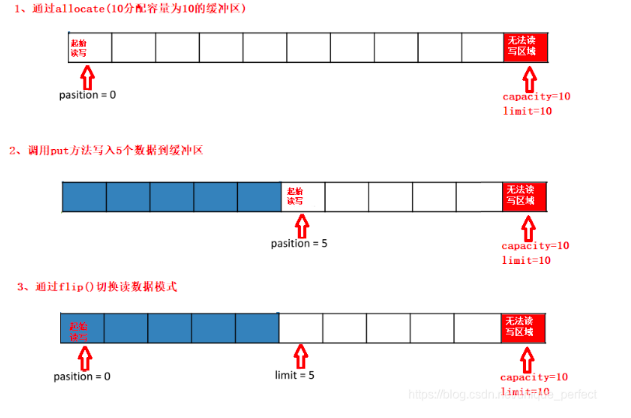 1、通过allocate(10分配容量为10的缓冲区)
起始
读写
无法读
写区域
pasition = 0
capacity=10
limit=10
2、调用put方法写入5个数据到缓冲区
起始
读写
无法读
写区域
pasition = 5
capacity=10
limit=10
3、通过flip()切换读数据模式
起始
读写
无法读
写区域
pasition = 0
limit = 5
capacity=10
limit=10